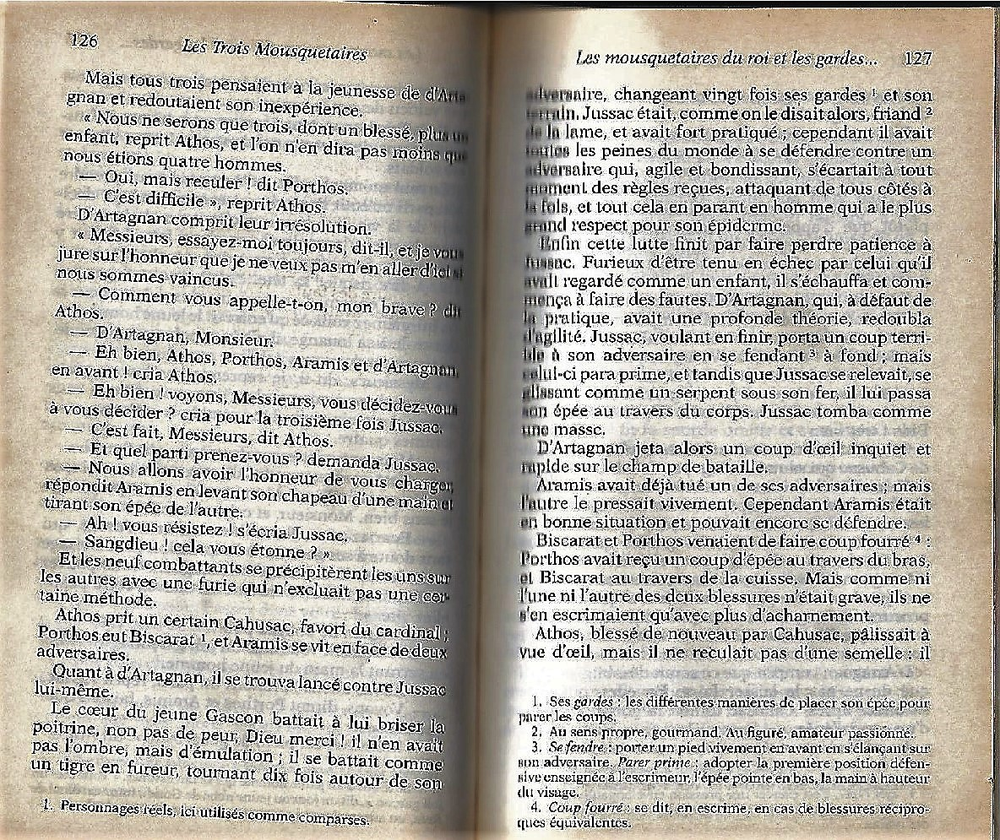 126
Les Trois Mousquetaires
Mais tous trois pensaient à la jeunesse de d'Arta-
gnan et redoutaient son inexpérience.
« Nous ne serons que trois, dont un blessé, plus un
enfant, reprit Athos, et l'on n'en dira pas moins que
nous étions quatre hommes.
— Oui, mais reculer ! dit Porthos.
— C'est difficile », reprit Athos.
D'Artagnan comprit leur irrésolution.
« Messieurs, essayez-moi toujours, dit-il, et je vous
jure sur l'honneur que je ne veux pas m'en aller d'ici si
nous sommes vaincus.
— Comment vous appelle-t-on, mon brave ? dit
Athos.
— D'Artagnan, Monsieur.
— Eh bien, Athos, Porthos, Aramis et d'Artagnan,
en avant ! cria Athos.
— Eh bien ! voyons, Messieurs, vous décidez-vous
à vous décider ? cria pour la troisième fois Jussac.
— C'est fait, Messieurs, dit Athos.
— Et quel parti prenez-vous ? demanda Jussac.
— Nous allons avoir l'honneur de vous charger,
répondit Aramis en levant son chapeau d'une main et
tirant son épée de l'autre.
— Ah ! vous résistez ! s'écria Jussac.
— Sangdieu ! cela vous étonne ? »
Et les neuf combattants se précipitèrent les uns sur
les autres avec une furie qui n'excluait pas une cer-
taine méthode.
Athos prit un certain Cahusac, favori du cardinal ;
Porthos eut Biscarat ¹, et Aramis se vit en face de deux
adversaires.
Quant à d'Artagnan, il se trouva lancé contre Jussac
lui-même.
Le cœur du jeune Gascon battait à lui briser la
poitrine, non pas de peur, Dieu merci ! il n'en avait
pas l'ombre, mais d'émulation ; il se battait comme
un tigre en fureur, tournant dix fois autour de son
1. Personnages réels, ici utilisés comme comparses.
Les mousquetaires du roi et les gardes... 127
adversaire, changeant vingt fois ses gardes ¹ et son
terrain. Jussac était, comme on le disait alors, friand ²
de la lame, et avait fort pratiqué ; cependant il avait
toutes les peines du monde à se défendre contre un
adversaire qui, agile et bondissant, s'écartait à tout
moment des règles reçues, attaquant de tous côtés à
la fois, et tout cela en parant en homme qui a le plus
grand respect pour son épiderme.
Enfin cette lutte finit par faire perdre patience à
Jussac. Furieux d'être tenu en échec par celui qu'il
avait regardé comme un enfant, il s'échauffa et com-
mença à faire des fautes. D'Artagnan, qui, à défaut de
la pratique, avait une profonde théorie, redoubla
d'agilité. Jussac, voulant en finir, porta un coup terri-
ble à son adversaire en se fendant ³ à fond ; mais
celui-ci para prime, et tandis que Jussac se relevait, se
glissant comme un serpent sous son fer, il lui passa
son épée au travers du corps. Jussac tomba comme
une masse.
D'Artagnan jeta alors un coup d'œil inquiet et
rapide sur le champ de bataille.
Aramis avait déjà tué un de ses adversaires ; mais
l'autre le pressait vivement. Cependant Aramis était
en bonne situation et pouvait encore se défendre.
Biscarat et Porthos venaient de faire coup fourré ⁴ :
Porthos avait reçu un coup d'épée au travers du bras,
et Biscarat au travers de la cuisse. Mais comme ni
l'une ni l'autre des deux blessures n'était grave, ils ne
s'en escrimaient qu'avec plus d'acharnement.
Athos, blessé de nouveau par Cahusac, pâlissait à
vue d'œil, mais il ne reculait pas d'une semelle : il
1. Ses gardes : les différentes manières de placer son épée pour
parer les coups.
2. Au sens propre, gourmand. Au figuré, amateur passionné.
3. Se fendre : porter un pied vivement en avant en s'élançant sur
son adversaire. Parer prime : adopter la première position défen-
sive enseignée à l'escrimeur, l'épée pointe en bas, la main à hauteur
du visage.
4. Coup fourré : se dit, en escrime, en cas de blessures récipro-
ques équivalentes.